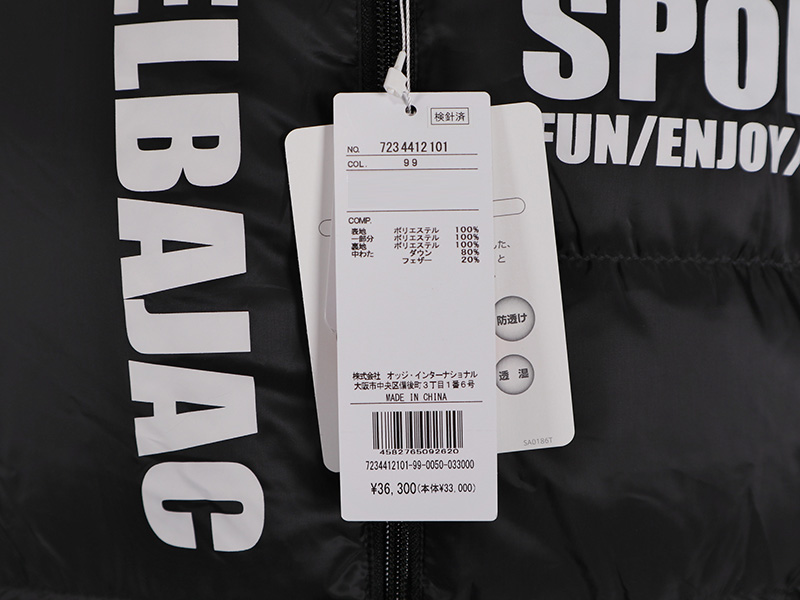 ELBAJAC
SPO
FUN/ENJOY/
検針済
NO. 7234412101
COL. 99
COMP.
表地 ポリエステル 100%
一部分 ポリエステル 100%
裏地 ポリエステル 100%
中わた ダウン 80%
フェザー 20%
した、
と
防透け
透湿
株式会社 オッジ・インターナショナル
大阪市中央区備後町3丁目1番6号
MADE IN CHINA
4582765092620
7234412101-99-0050-033000
¥36,300(本体¥33,000)
SA0186T